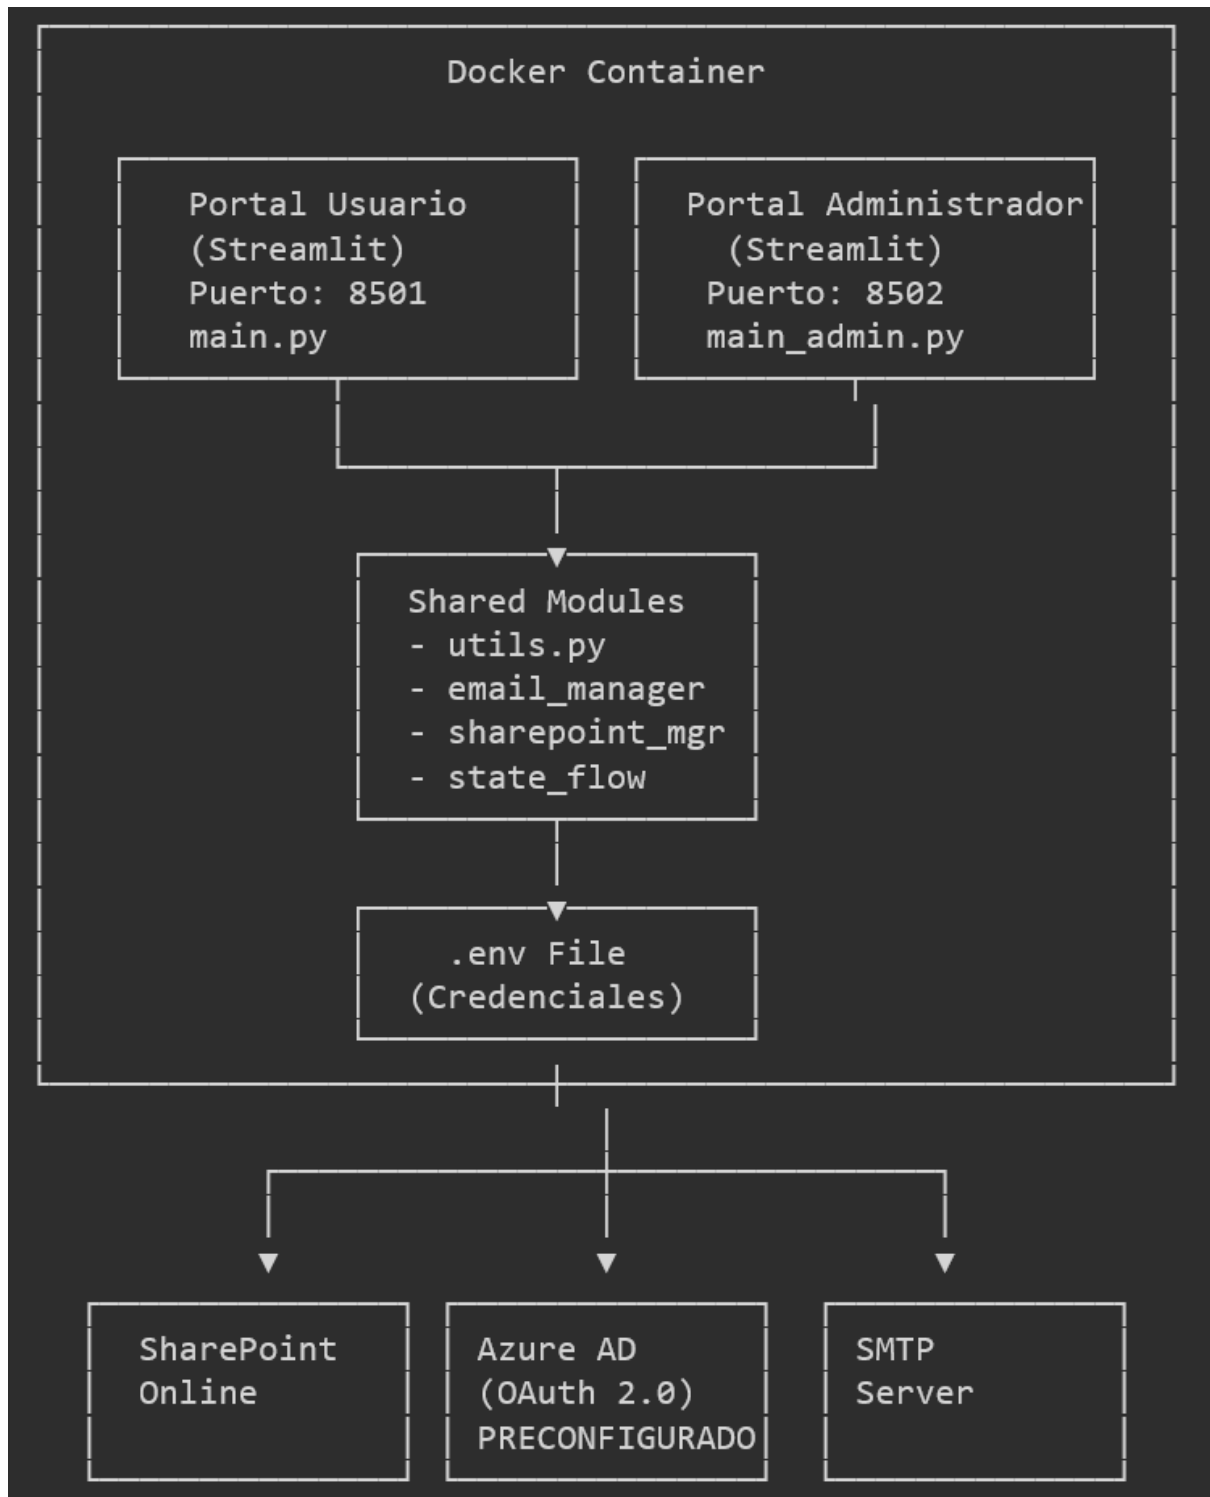 Docker Container
Portal Usuario
(Streamlit)
Puerto: 8501
main.py
Portal Administrador
(Streamlit)
Puerto: 8502
main_admin.py
Shared Modules
- utils.py
- email_manager
- sharepoint_mgr
- state_flow
.env File
(Credenciales)
SharePoint
Online
Azure AD
(OAuth 2.0)
PRECONFIGURADO
SMTP
Server